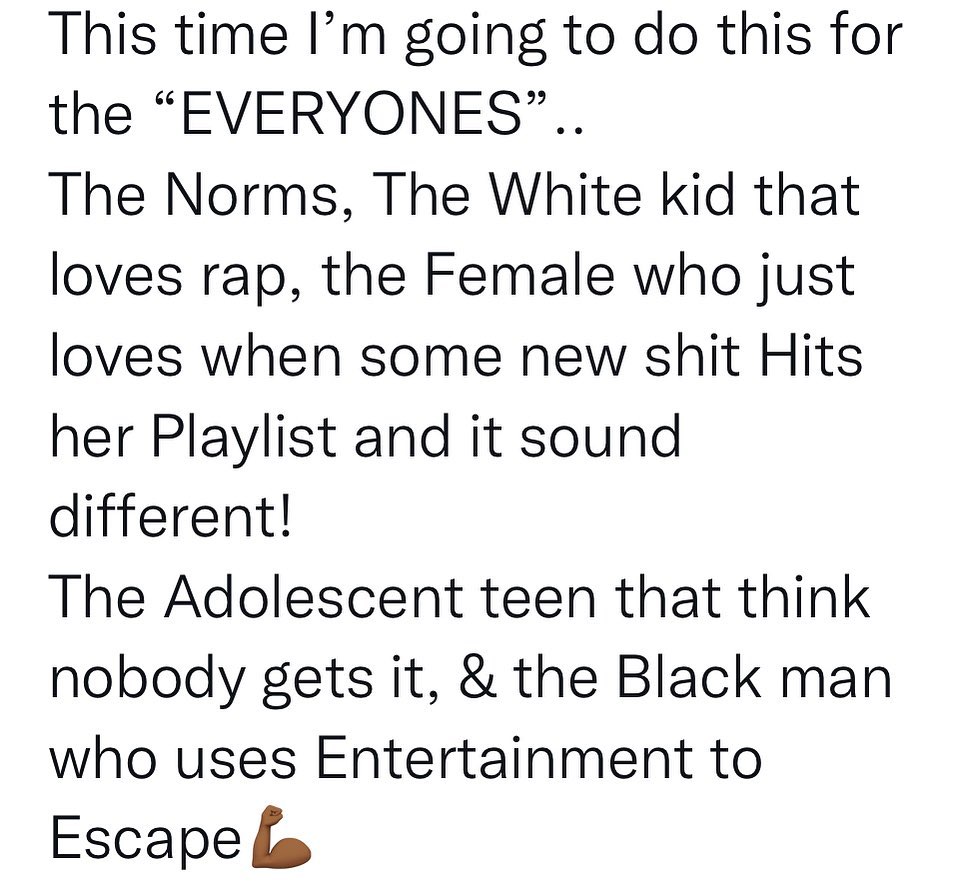 This time I’m going to do this for
the “EVERYONES”..
The Norms, The White kid that
loves rap, the Female who just
loves when some new shit Hits
her Playlist and it sound
different!
The Adolescent teen that think
nobody gets it, & the Black man
who uses Entertainment to
Escape💪🏾